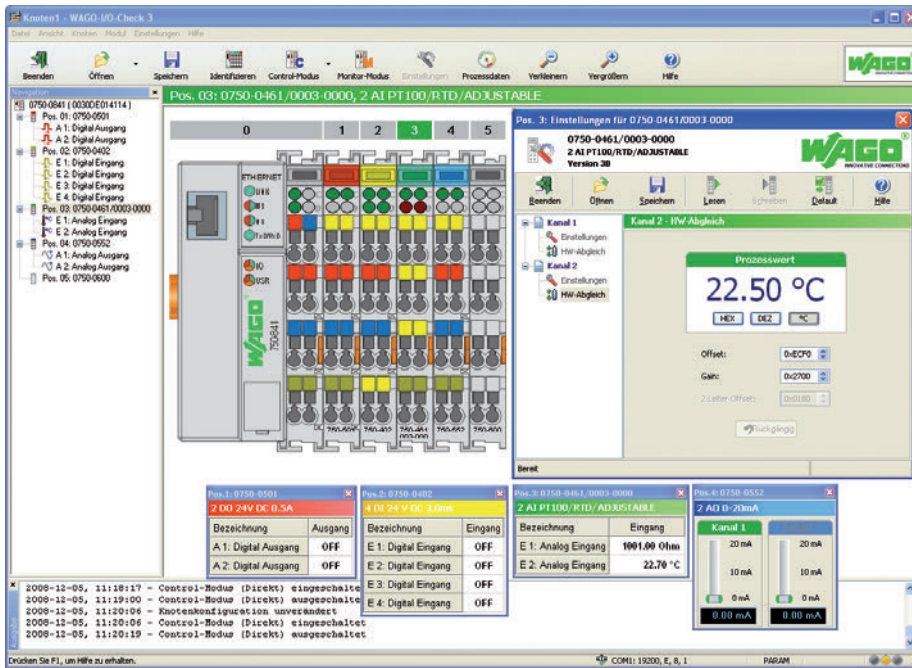 Knoten1 - WAGO-I/O-Check 3
Datei Ansicht Knoten Modul Einstellungen Hilfe
Beenden Öffnen Speichern Identifizieren Control-Modus Monitor-Modus Einstellungen Prozessdaten Verkleinern Vergrößern Hilfe
WAGO
Navigation
0750-0841 ( 0030DE014114 )
Pos. 01: 0750-0501
A 1: Digital Ausgang
A 2: Digital Ausgang
Pos. 02: 0750-0402
E 1: Digital Eingang
E 2: Digital Eingang
E 3: Digital Eingang
E 4: Digital Eingang
Pos. 03: 0750-0461/0003-0000
E 1: Analog Eingang
E 2: Analog Eingang
Pos. 04: 0750-0552
A 1: Analog Ausgang
A 2: Analog Ausgang
Pos. 05: 0750-0600
Pos. 03: 0750-0461/0003-0000, 2 AI PT100/RTD/ADJUSTABLE
0 1 2 3 4 5
ETHERNET
I/O
USR
WAGO
750-841
750-402 750-461 750-552 750-600
003-000
Pos. 3: Einstellungen für 0750-0461/0003-0000
0750-0461/0003-0000
2 AI PT100/RTD/ADJUSTABLE
Version 30
WAGO
INNOVATIVE CONNECTIONS
Beenden Öffnen Speichern Lesen Schreiben Default Hilfe
Kanal 1
Einstellungen
HW-Abgleich
Kanal 2
Einstellungen
HW-Abgleich
Kanal 2 - HW-Abgleich
Prozesswert
22.50 °C
HEX DEZ °C
Offset: 0xECF0
Gain: 0x2700
2-Leiter-Offset: 0x0180
Rückgängig
Bereit
Pos.1: 0750-0501
2 DO 24V DC 0.5A
Bezeichnung Ausgang
A 1: Digital Ausgang OFF
A 2: Digital Ausgang OFF
Pos.2: 0750-0402
4 DI 24 V DC 3.0ms
Bezeichnung Eingang
E 1: Digital Eingang OFF
E 2: Digital Eingang OFF
E 3: Digital Eingang OFF
E 4: Digital Eingang OFF
Pos.3: 0750-0461/0003-0000
2 AI PT100/RTD/ADJUSTABLE
Bezeichnung Eingang
E 1: Analog Eingang 1001.00 Ohm
E 2: Analog Eingang 22.70 °C
Pos.4: 0750-0552
2 AO 0-20mA
Kanal 1
20 mA 20 mA
10 mA 10 mA
0 mA 0 mA
0.00 mA 0.00 mA
2008-12-05, 11:18:17 - Control-Modus (Direkt) eingeschaltet
2008-12-05, 11:19:00 - Control-Modus (Direkt) ausgeschaltet
2008-12-05, 11:20:06 - Knotenkonfiguration unverändert
2008-12-05, 11:20:06 - Control-Modus (Direkt) eingeschaltet
2008-12-05, 11:20:19 - Control-Modus (Direkt) ausgeschaltet
Drücken Sie F1, um Hilfe zu erhalten.
COM1: 19200, E, 8, 1
PARAM